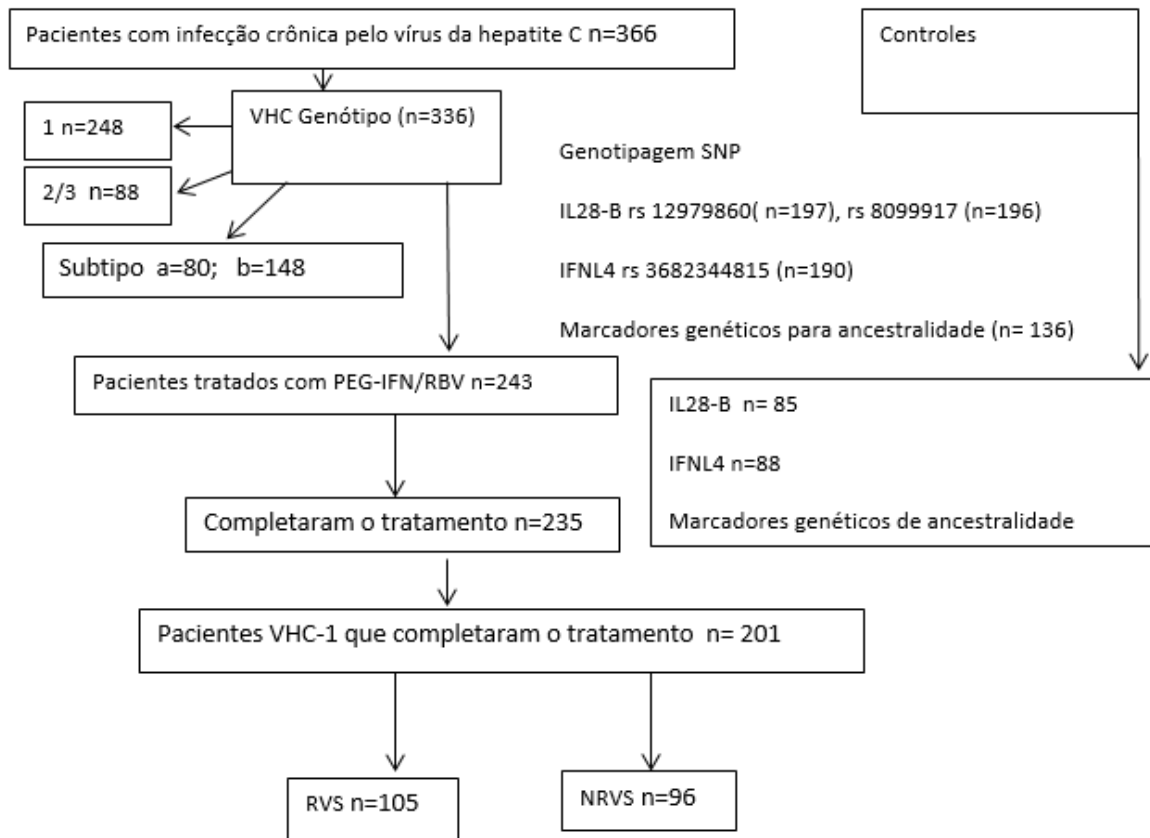 Pacientes com infecção crônica pelo vírus da hepatite C n=366
Controles
1 n=248
VHC Genótipo (n=336)
2/3 n=88
Subtipo a=80; b=148
Genotipagem SNP
IL28-B rs 12979860( n=197), rs 8099917 (n=196)
IFNL4 rs 3682344815 (n=190)
Marcadores genéticos para ancestralidade (n= 136)
Pacientes tratados com PEG-IFN/RBV n=243
IL28-B n= 85
IFNL4 n=88
Marcadores genéticos de ancestralidade
Completaram o tratamento n=235
Pacientes VHC-1 que completaram o tratamento n= 201
RVS n=105
NRVS n=96